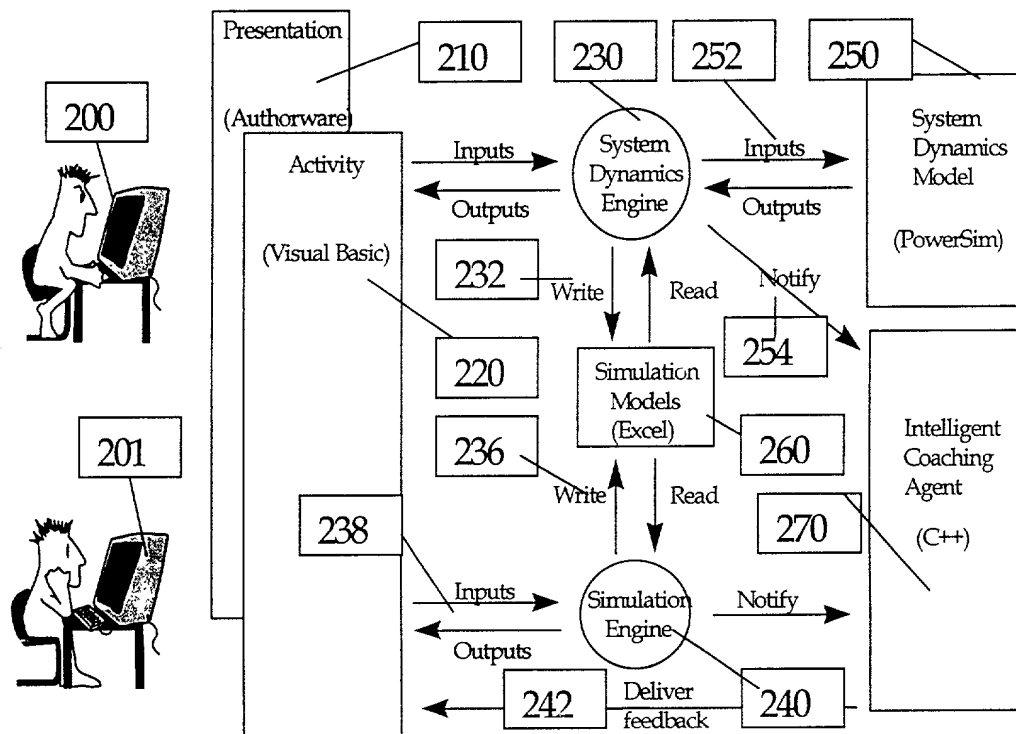 Presentation
(Authorware)
210
230
252
250
200
Activity
(Visual Basic)
Inputs
Outputs
System
Dynamics
Engine
Inputs
Outputs
System
Dynamics
Model
(PowerSim)
232
Write
Read
Notify
254
220
Simulation
Models
(Excel)
236
Write
Read
260
201
238
270
Intelligent
Coaching
Agent
(C++)
Inputs
Outputs
Simulation
Engine
Notify
242
Deliver
feedback
240